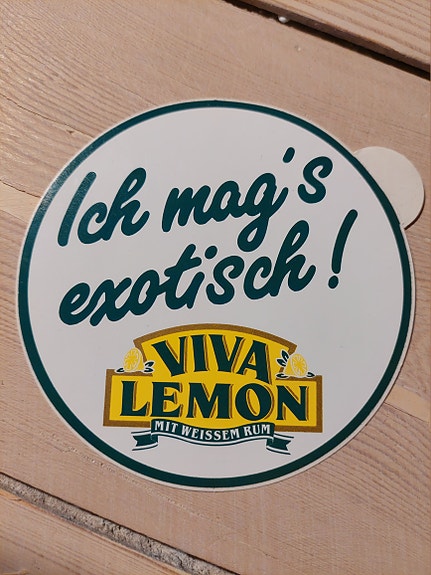 Ich mag's
exotisch!
VIVA
LEMON
MIT WEISSEM RUM